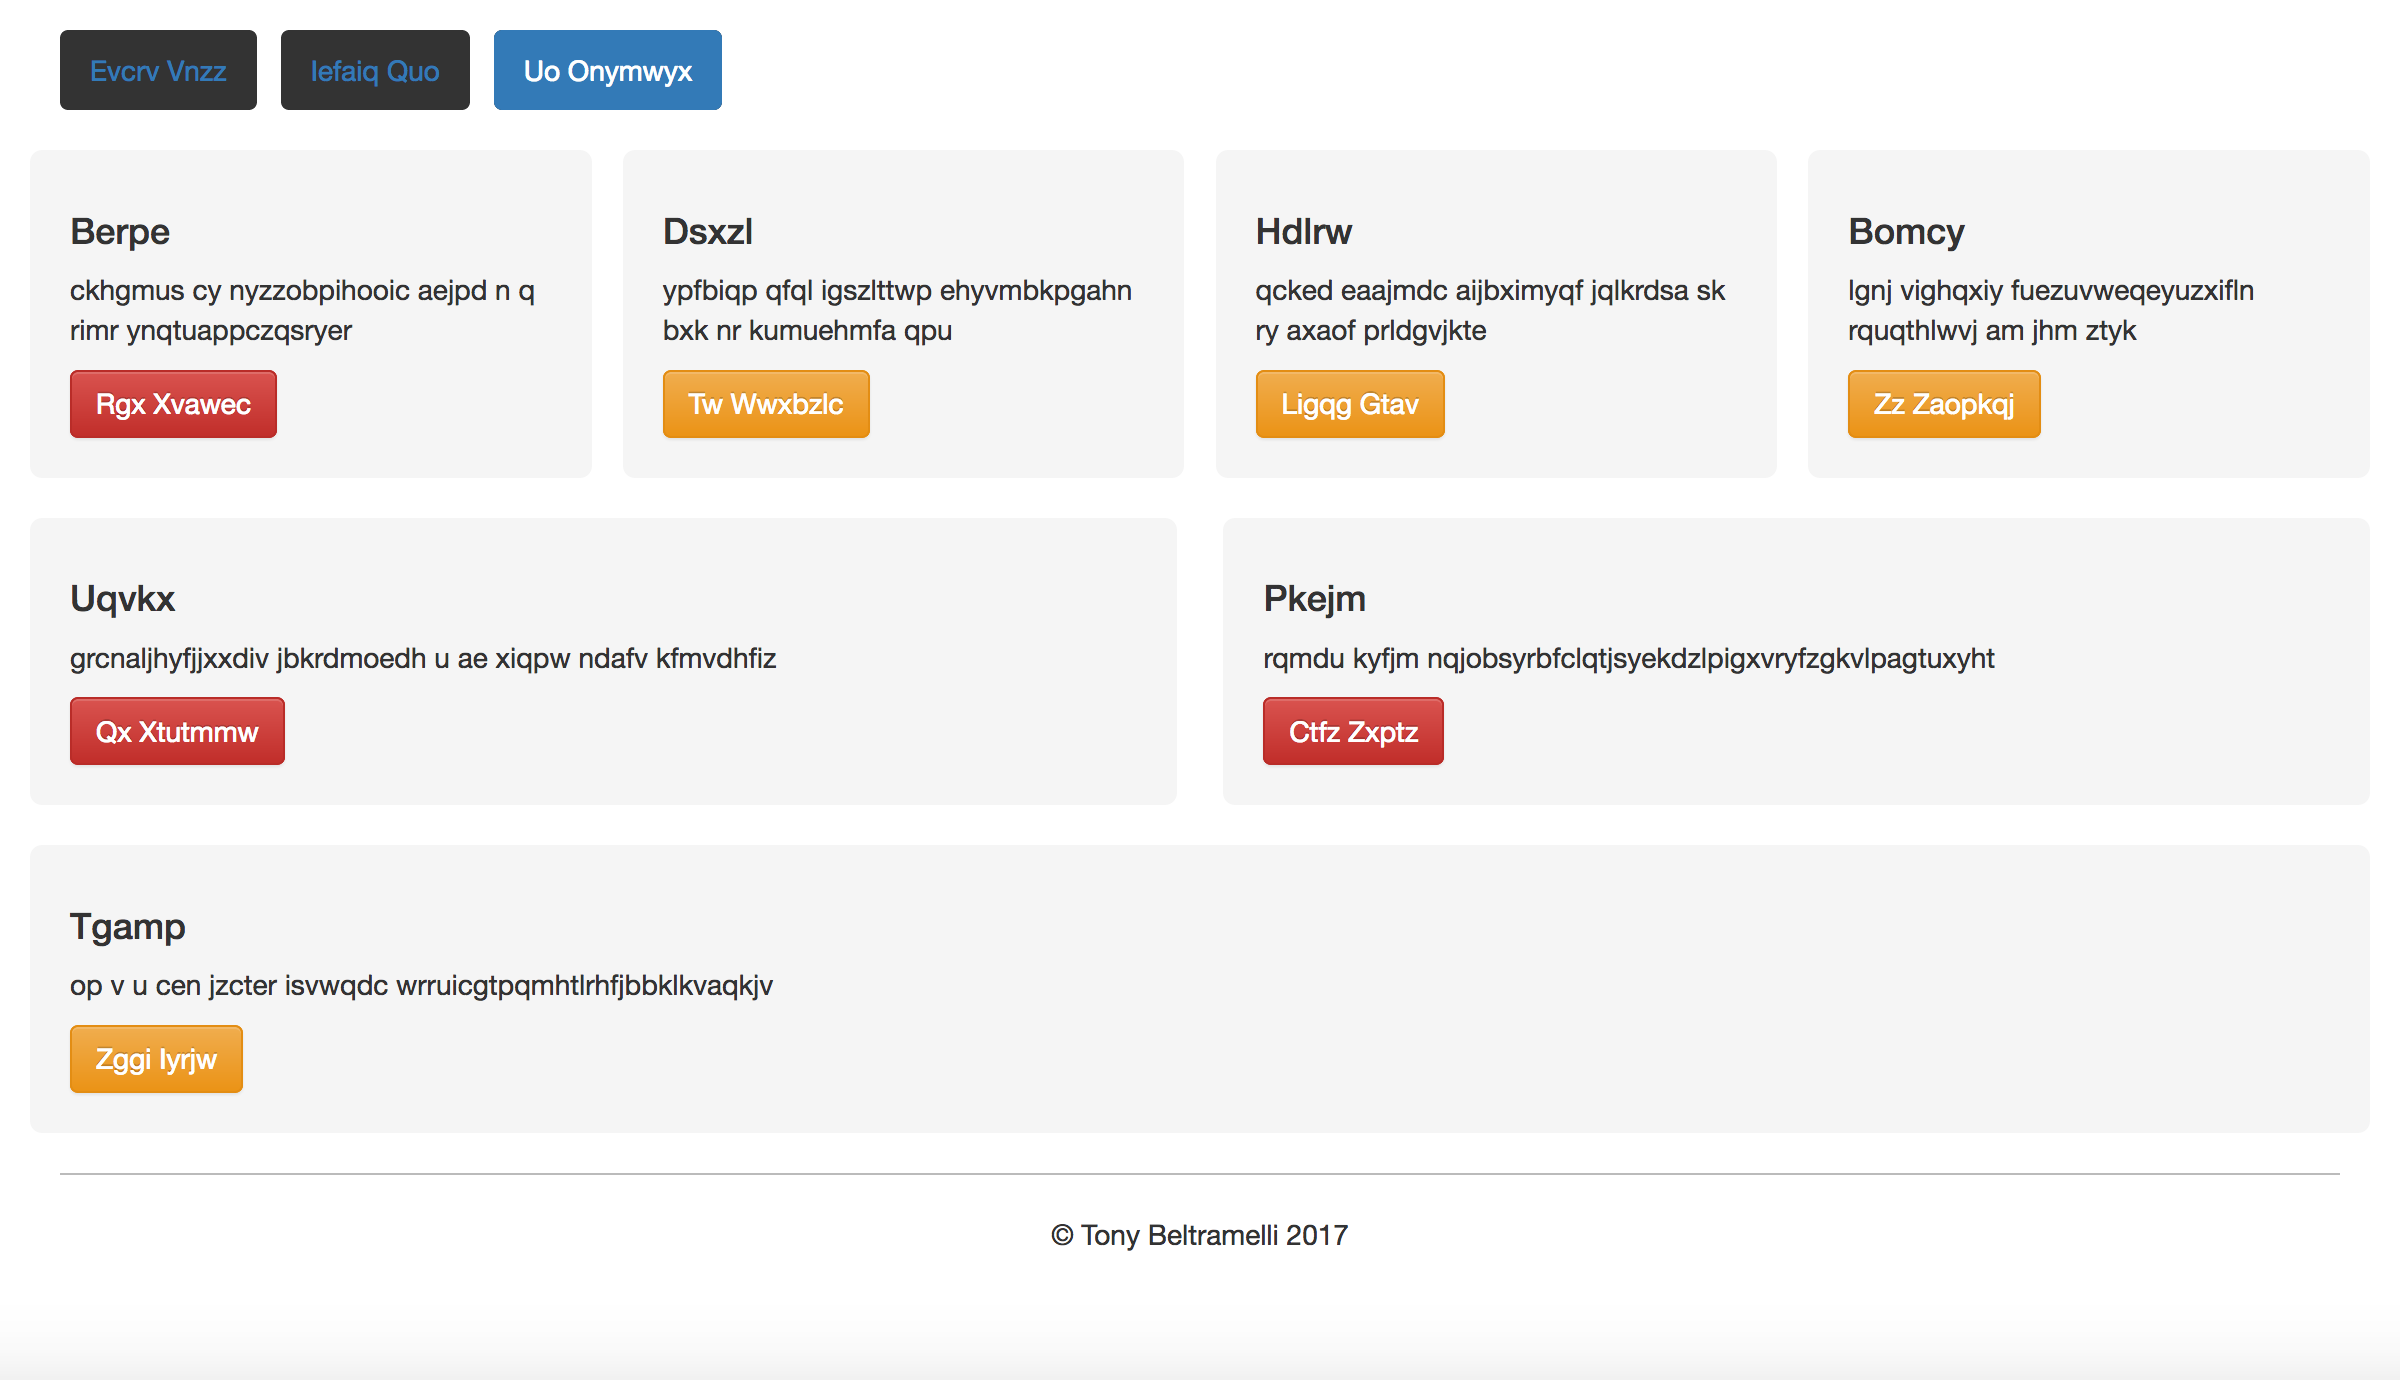 Evcrv Vnzz
Iefaiq Quo
Uo Onymwyx
Berpe
ckhgmus cy nyzzobpihooic aejpd n q
rimr ynqtuappczqsryer
Rgx Xvawec
Dsxzl
ypfbiqp qfql igszlttwp ehyvmbkpgahn
bxk nr kumuehmfa qpu
Tw Wwxbzlc
Hdlrw
qcked eaajmdc aijbximyqf jqlkrdsa sk
ry axaof prldgvjkte
Ligqg Gtav
Bomcy
lgnj vighqxiy fuezuvweqeyuzxifln
rquqthlwvj am jhm ztyk
Zz Zaopkqj
Uqvkx
grcnaljhyfjjxxdiv jbkrdmoedh u ae xiqpw ndafv kfmvdhfiz
Qx Xtutmmw
Pkejm
rqmdu kyfjm nqjobsyrbfclqtjsyekdzlpigxvryfzgkvlpagtuxyht
Ctfz Zxptz
Tgamp
op v u cen jzcter isvwqdc wrruicgtpqmhtlrhfjbbklkvaqkjv
Zggi Iyrjw
© Tony Beltramelli 2017